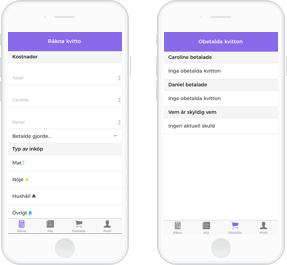 Räkna kvitto
Kostnader
Totalt
Caroline
Daniel
Betalde gjorde...
Typ av inköp
Mat
Nöje
Hushåll
Övrigt
Räkna
Alla
Obetalda
Profil
Obetalda kvitton
Caroline betalade
Inga obetalda kvitton
Daniel betalade
Inga obetalda kvitton
Vem är skyldig vem
Ingen aktuell skuld
Räkna
Alla
Obetalda
Profil